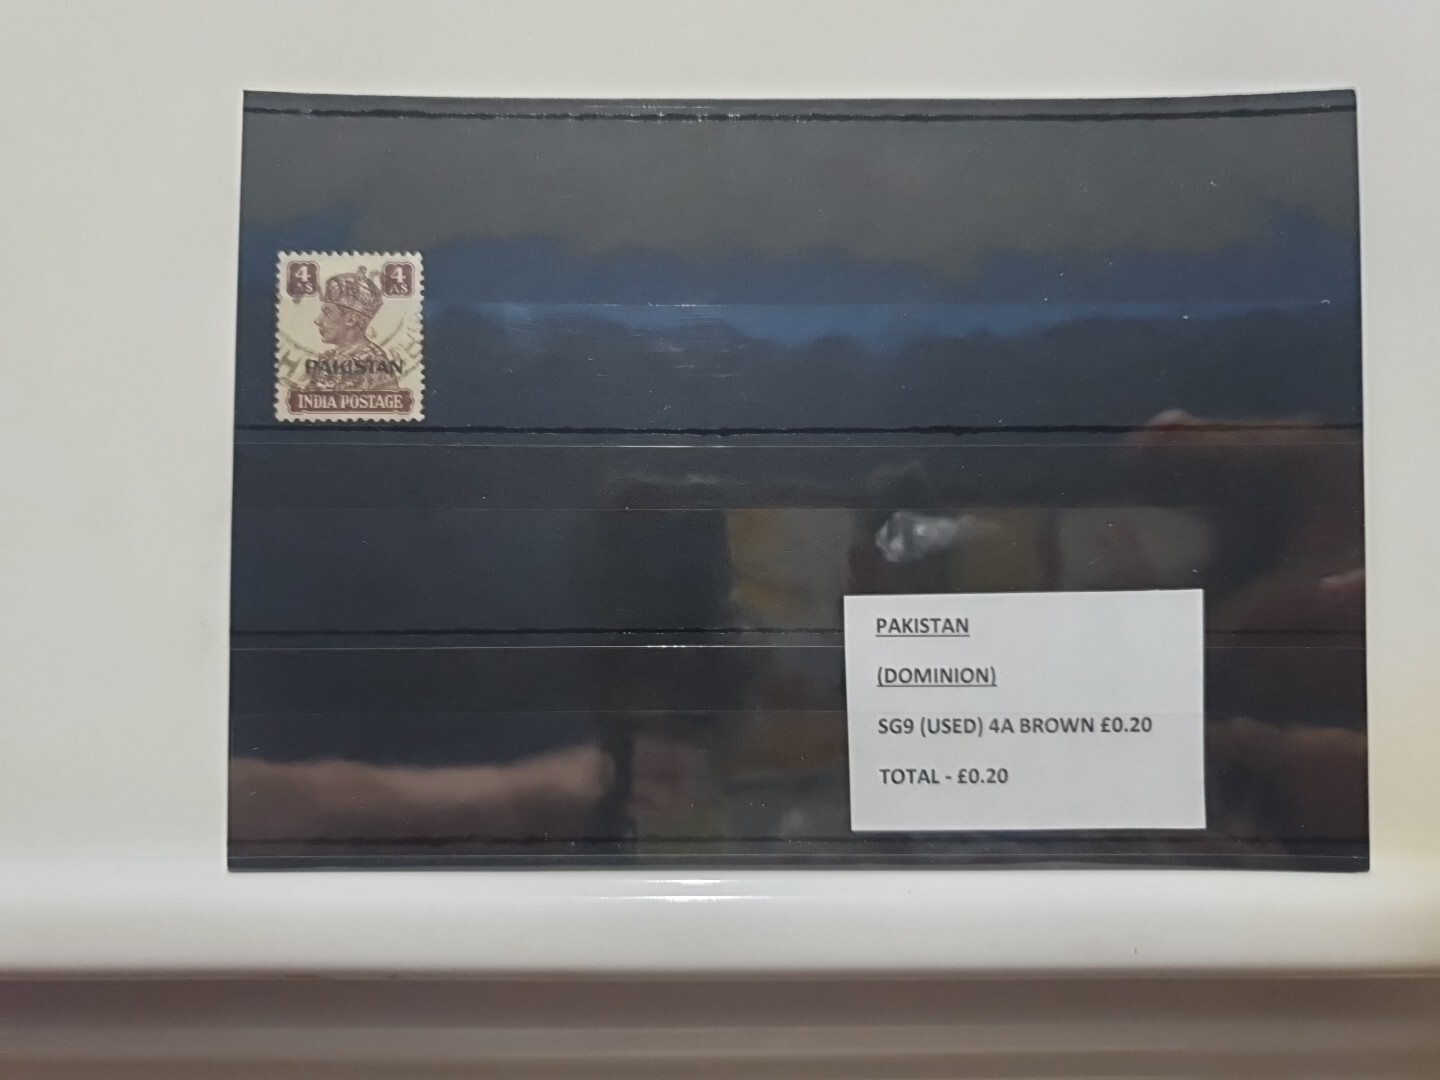 4 AS 4 AS
PAKISTAN
INDIA POSTAGE
PAKISTAN
(DOMINION)
SG9 (USED) 4A BROWN £0.20
TOTAL - £0.20